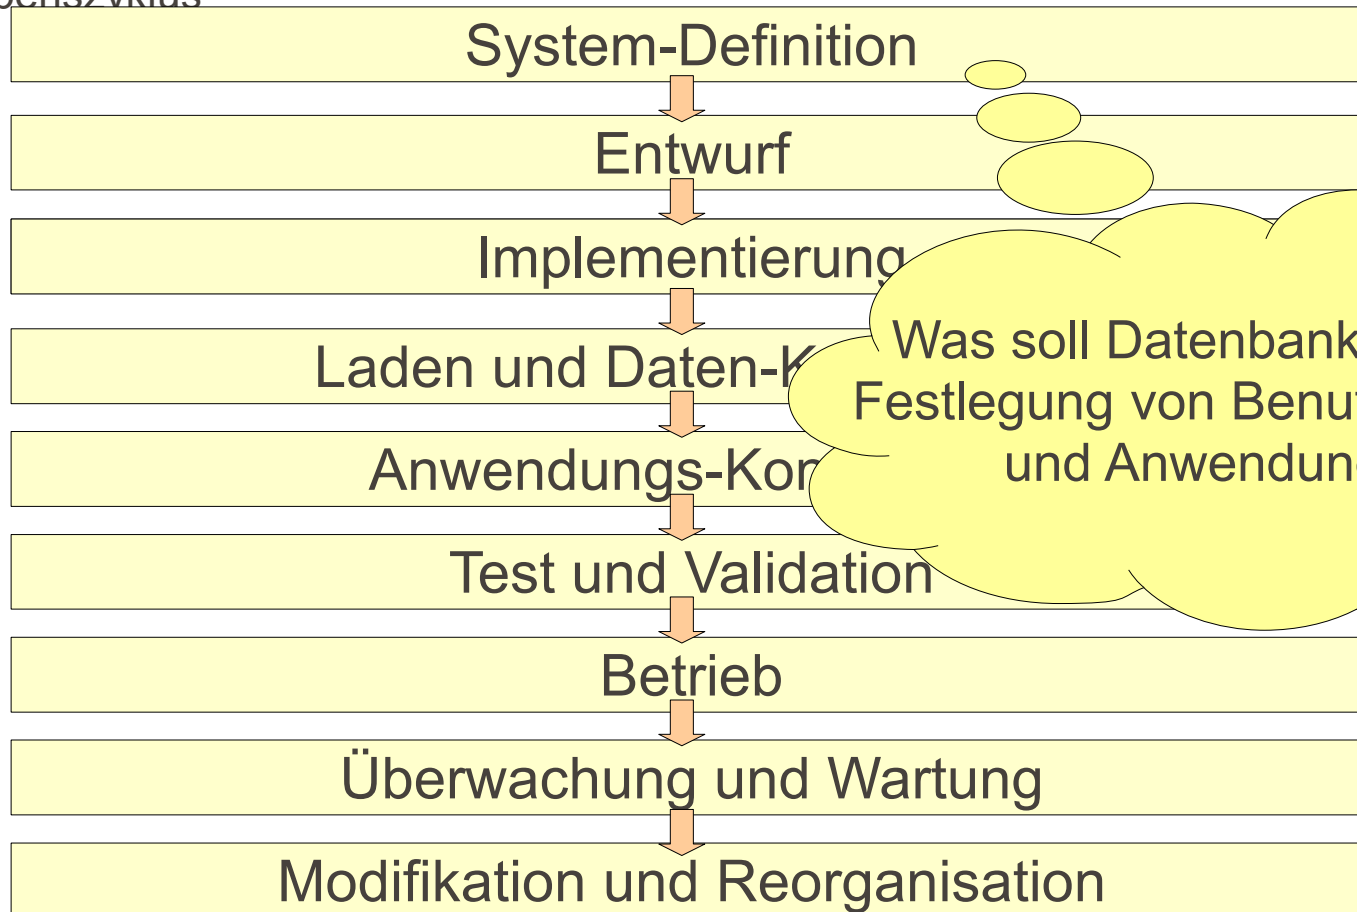 System-Definition
Entwurf
Implementierung
Laden und Daten-K
Was soll Datenbank
Festlegung von Benut
und Anwendun
Anwendungs-Kon
Test und Validation
Betrieb
Überwachung und Wartung
Modifikation und Reorganisation